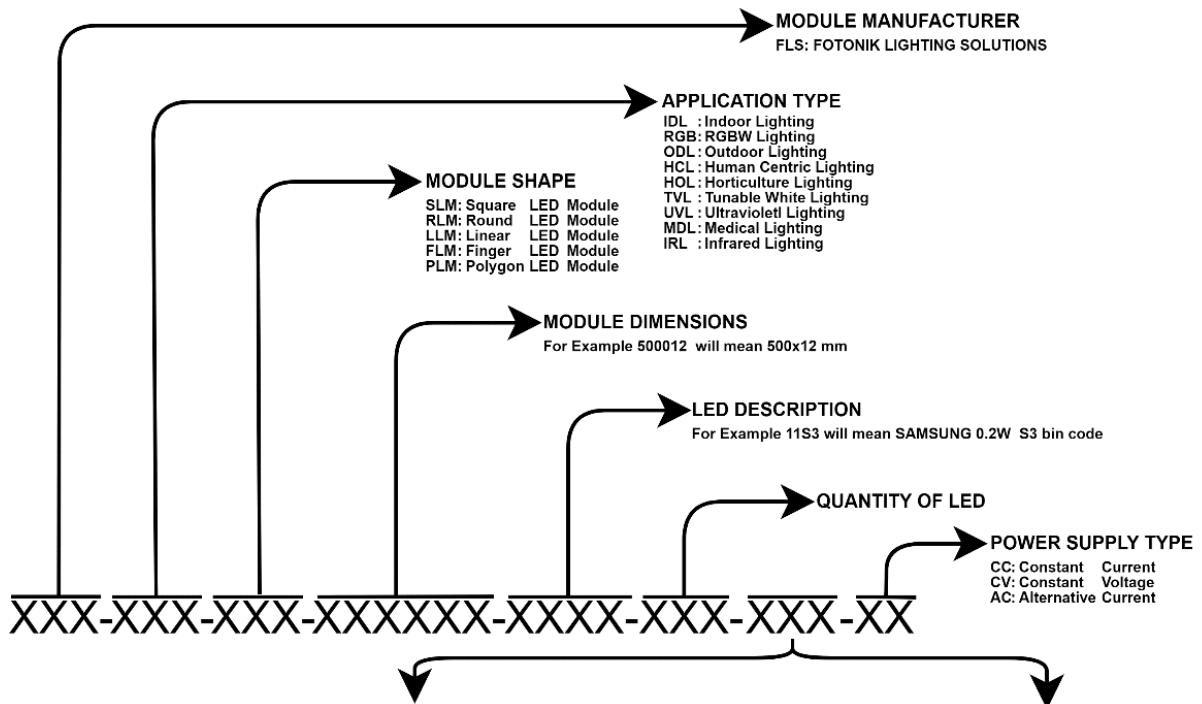 MODULE MANUFACTURER
FLS: FOTONIK LIGHTING SOLUTIONS
APPLICATION TYPE
IDL : Indoor Lighting
RGB: RGBW Lighting
ODL: Outdoor Lighting
HCL: Human Centric Lighting
HOL: Horticulture Lighting
TVL: Tunable White Lighting
UVL: Ultravioletl Lighting
MDL: Medical Lighting
IRL : Infrared Lighting
MODULE SHAPE
SLM: Square LED Module
RLM: Round LED Module
LLM: Linear LED Module
FLM: Finger LED Module
PLM: Polygon LED Module
MODULE DIMENSIONS
For Example 500012 will mean 500x12 mm
LED DESCRIPTION
For Example 11S3 will mean SAMSUNG 0.2W S3 bin code
QUANTITY OF LED
POWER SUPPLY TYPE
CC: Constant Current
CV: Constant Voltage
AC: Alternative Current
XXX-XXX-XXX-XXXXXX-XXXX-XXX-XXX-XX